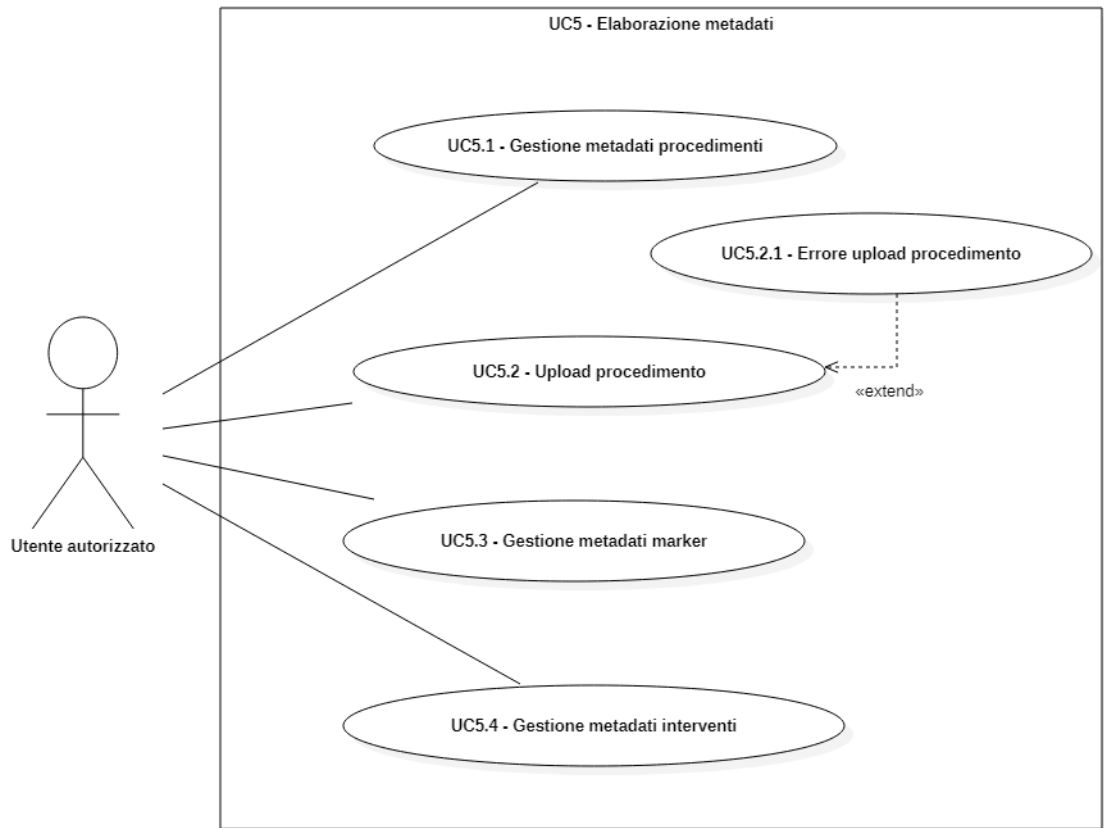 UC5 - Elaborazione metadati
UC5.1 - Gestione metadati procedimenti
UC5.2.1 - Errore upload procedimento
UC5.2 - Upload procedimento
«extend»
UC5.3 - Gestione metadati marker
Utente autorizzato
UC5.4 - Gestione metadati interventi